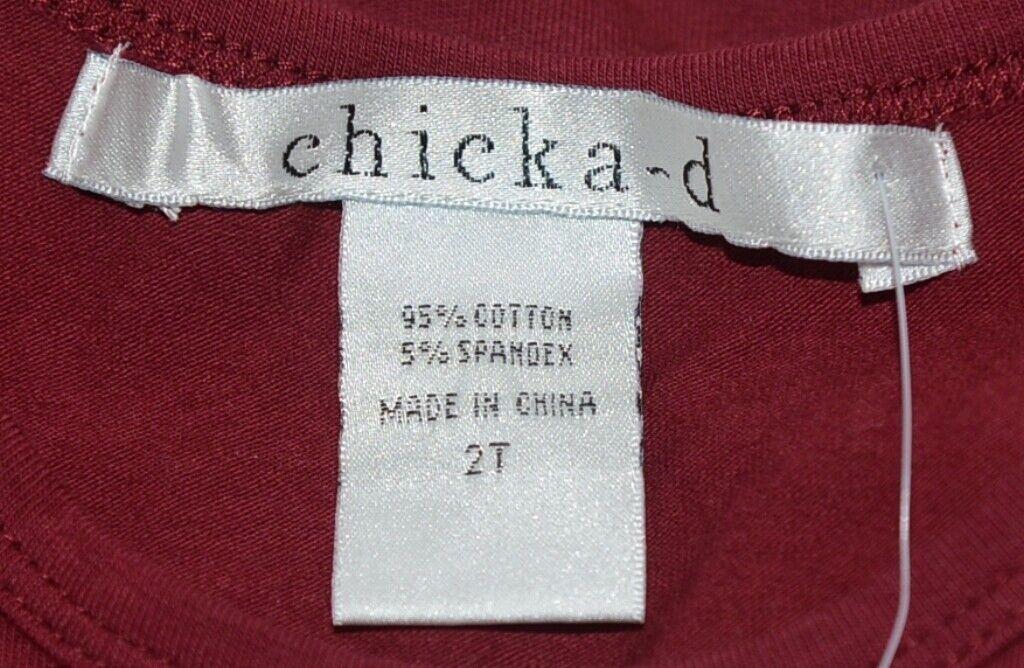 chicka-d
95% COTTON
5% SPANDEX
MADE IN CHINA
2T